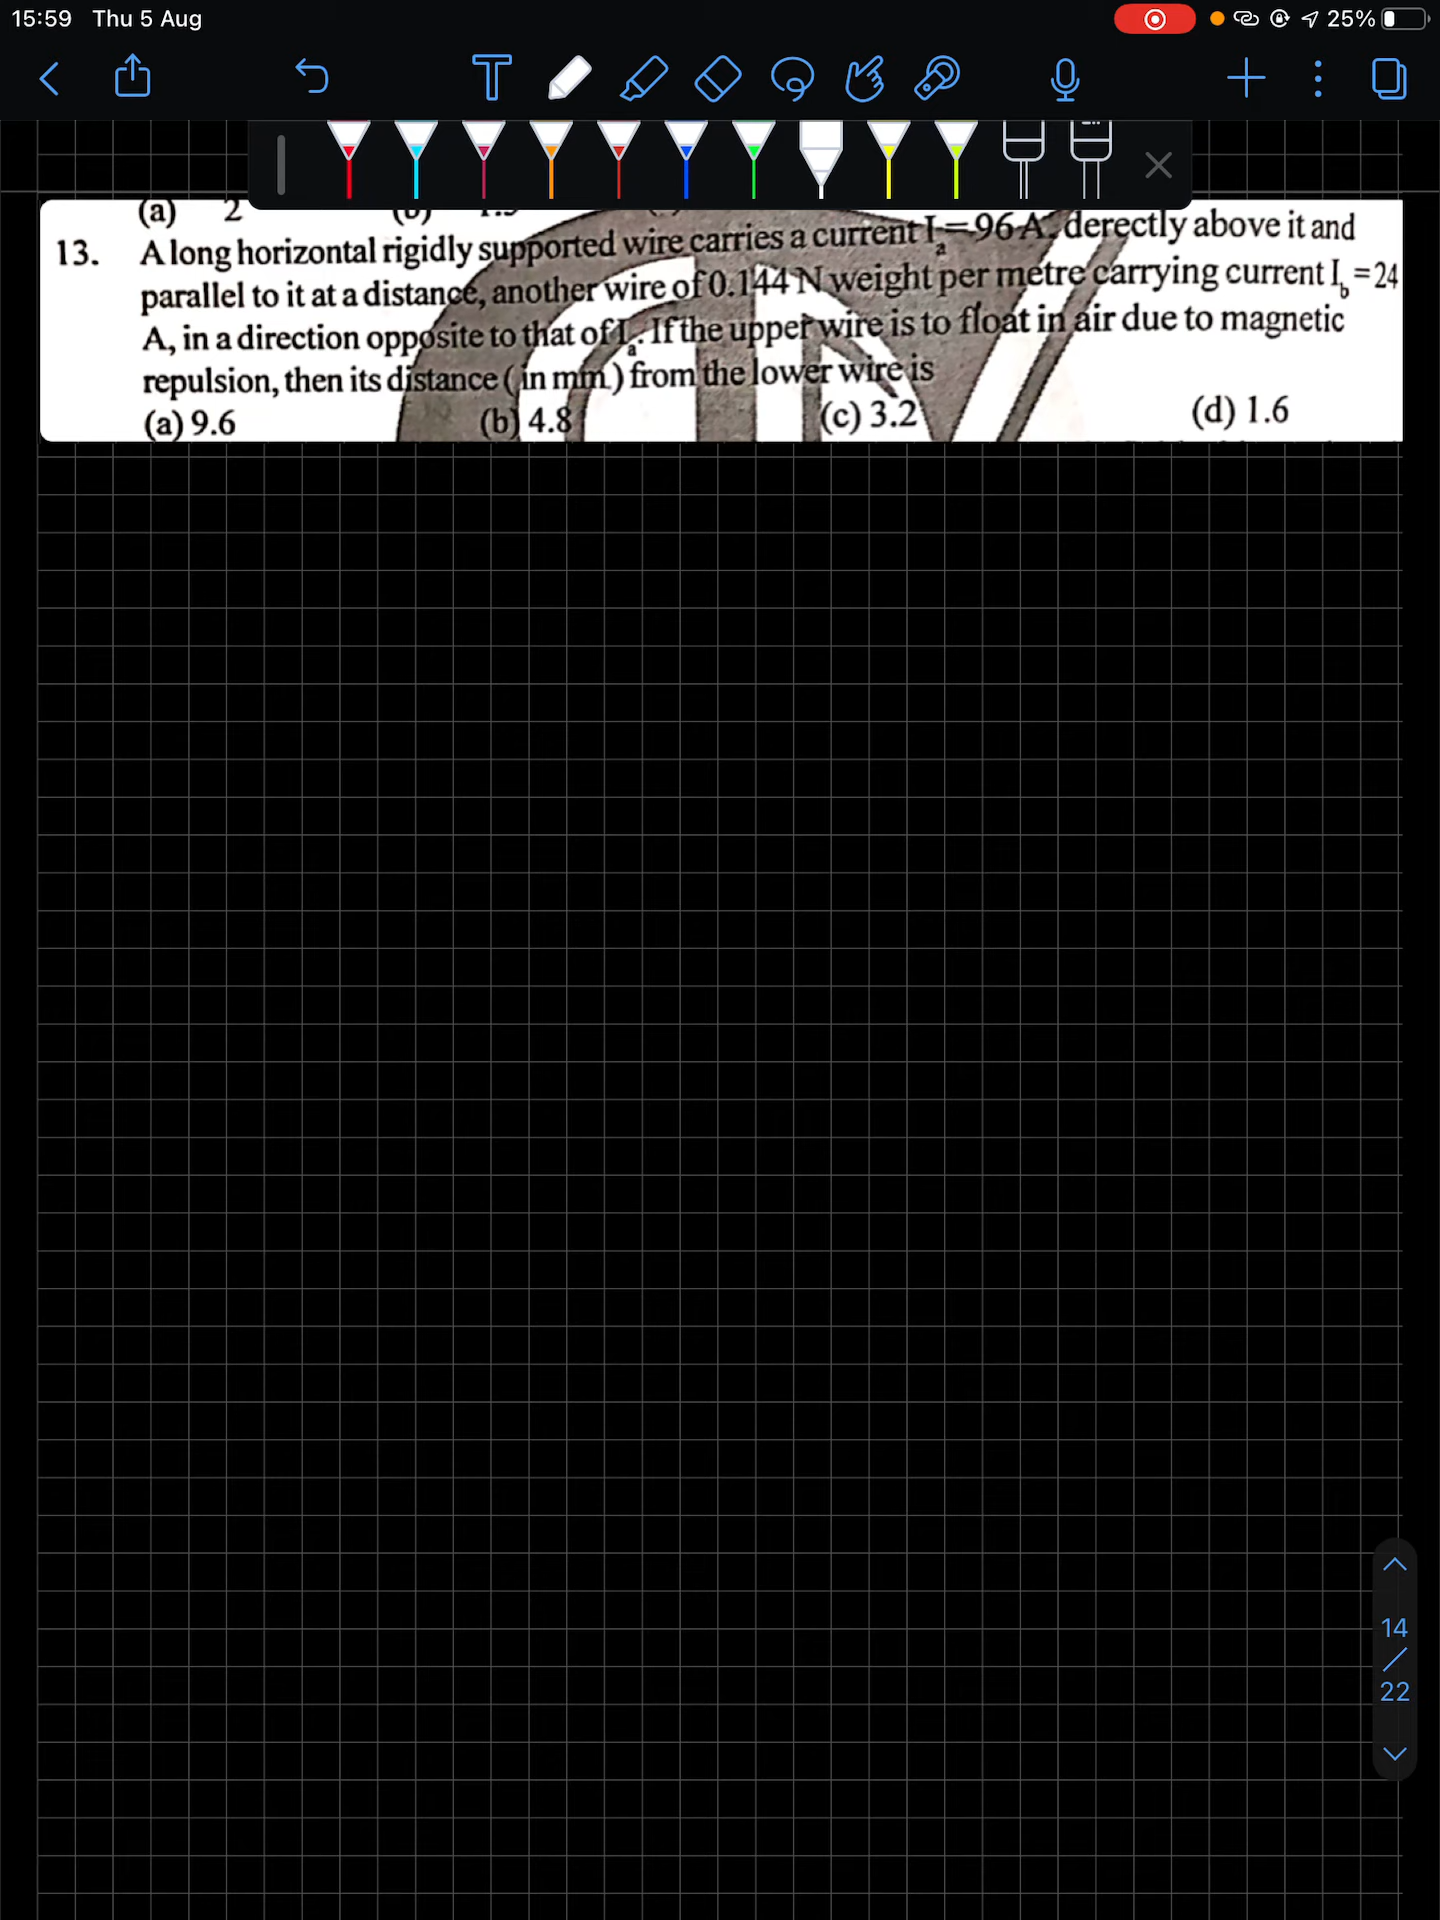 15:59 Thu 5 Aug
25%
(a) 2
13. A long horizontal rigidly supported wire carries a current Iₐ = 96 A. derectly above it and
parallel to it at a distance, another wire of 0.144 N weight per metre carrying current I_b = 24
A, in a direction opposite to that of Iₐ. If the upper wire is to float in air due to magnetic
repulsion, then its distance ( in mm.) from the lower wire is
(a) 9.6 (b) 4.8 (c) 3.2 (d) 1.6
14
/
22